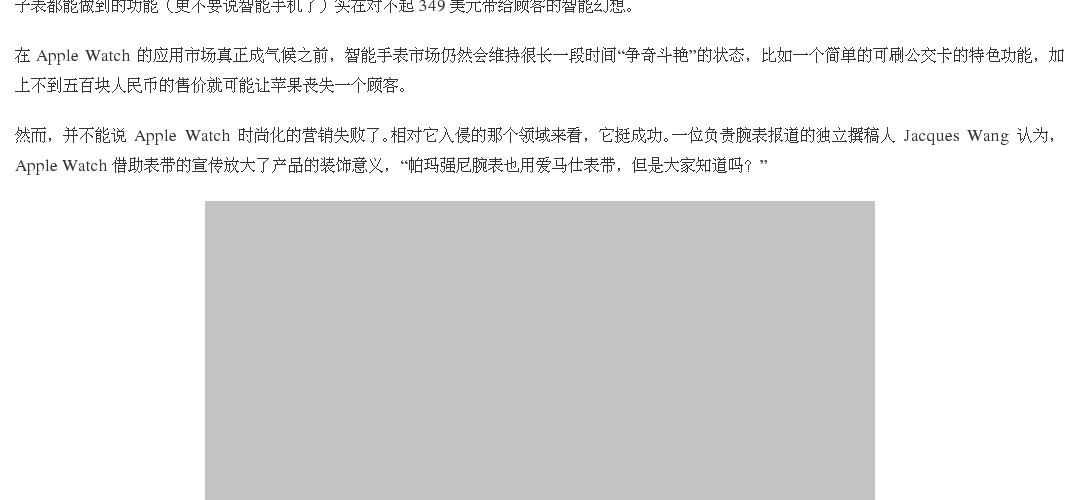 子表都能做到的功能（更不要说智能手机了）实在对不起 349 美元带给顾客的智能幻想。
在 Apple Watch 的应用市场真正成气候之前，智能手表市场仍然会维持很长一段时间“争奇斗艳”的状态，比如一个简单的可刷公交卡的特色功能，加
上不到五百块人民币的售价就可能让苹果丧失一个顾客。
然而，并不能说 Apple Watch 时尚化的营销失败了。相对它入侵的那个领域来看，它挺成功。一位负责腕表报道的独立撰稿人 Jacques Wang 认为，
Apple Watch 借助表带的宣传放大了产品的装饰意义，“帕玛强尼腕表也用爱马仕表带，但是大家知道吗？”